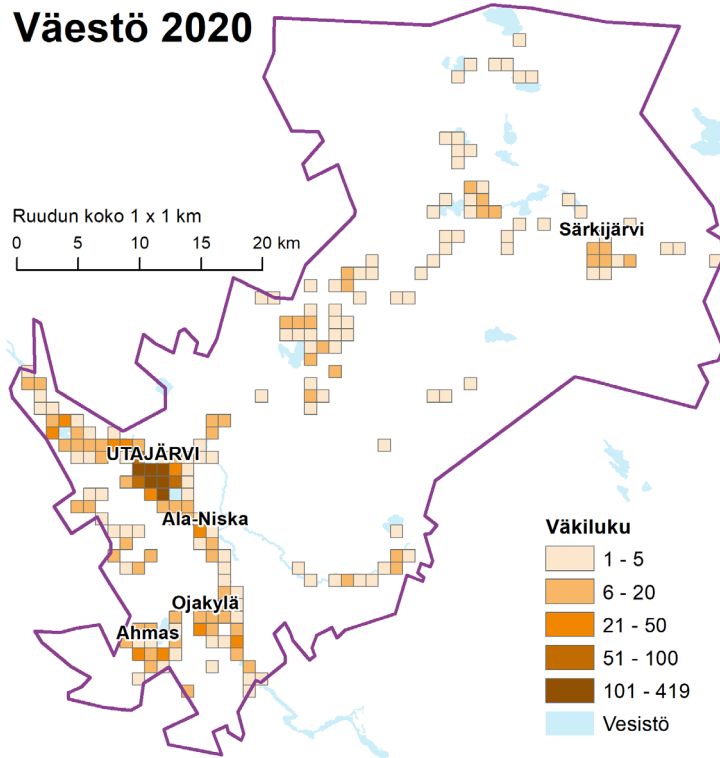 Väestö 2020
Ruudun koko 1 x 1 km
0 5 10 15 20 km
Särkijärvi
UTAJÄRVI
Ala-Niska
Ojakylä
Ahmas
Väkiluku
1 - 5
6 - 20
21 - 50
51 - 100
101 - 419
Vesistö